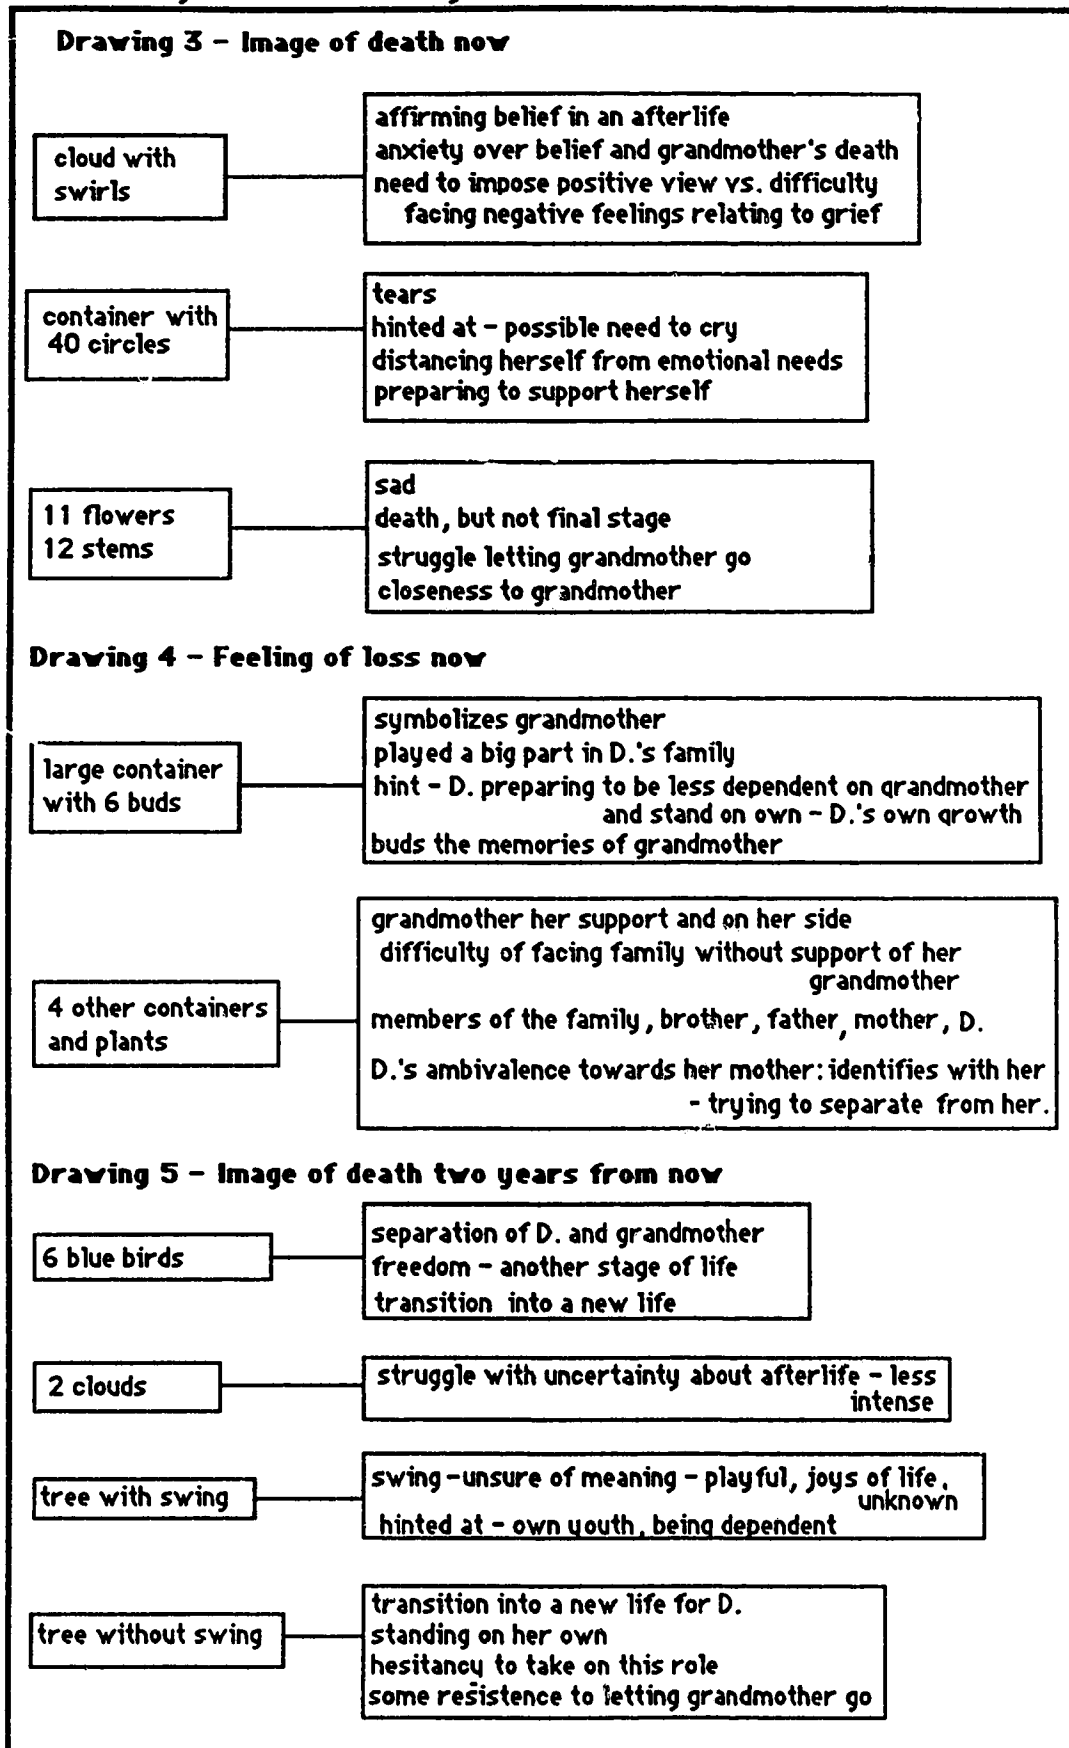 Drawing 3 - Image of death now
cloud with
swirls
affirming belief in an afterlife
anxiety over belief and grandmother's death
need to impose positive view vs. difficulty
facing negative feelings relating to grief
container with
40 circles
tears
hinted at - possible need to cry
distancing herself from emotional needs
preparing to support herself
11 flowers
12 stems
sad
death, but not final stage
struggle letting grandmother go
closeness to grandmother
Drawing 4 - Feeling of loss now
large container
with 6 buds
symbolizes grandmother
played a big part in D.'s family
hint - D. preparing to be less dependent on grandmother
and stand on own - D.'s own growth
buds the memories of grandmother
4 other containers
and plants
grandmother her support and on her side
difficulty of facing family without support of her
grandmother
members of the family, brother, father, mother, D.
D.'s ambivalence towards her mother: identifies with her
- trying to separate from her.
Drawing 5 - Image of death two years from now
6 blue birds
separation of D. and grandmother
freedom - another stage of life
transition into a new life
2 clouds
struggle with uncertainty about afterlife - less
intense
tree with swing
swing - unsure of meaning - playful, joys of life,
unknown
hinted at - own youth, being dependent
tree without swing
transition into a new life for D.
standing on her own
hesitancy to take on this role
some resistence to letting grandmother go